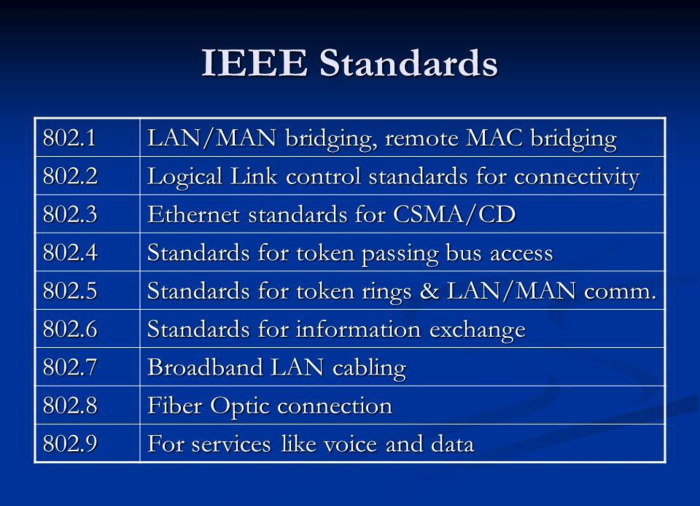 IEEE Standards
802.1 LAN/MAN bridging, remote MAC bridging
802.2 Logical Link control standards for connectivity
802.3 Ethernet standards for CSMA/CD
802.4 Standards for token passing bus access
802.5 Standards for token rings & LAN/MAN comm.
802.6 Standards for information exchange
802.7 Broadband LAN cabling
802.8 Fiber Optic connection
802.9 For services like voice and data